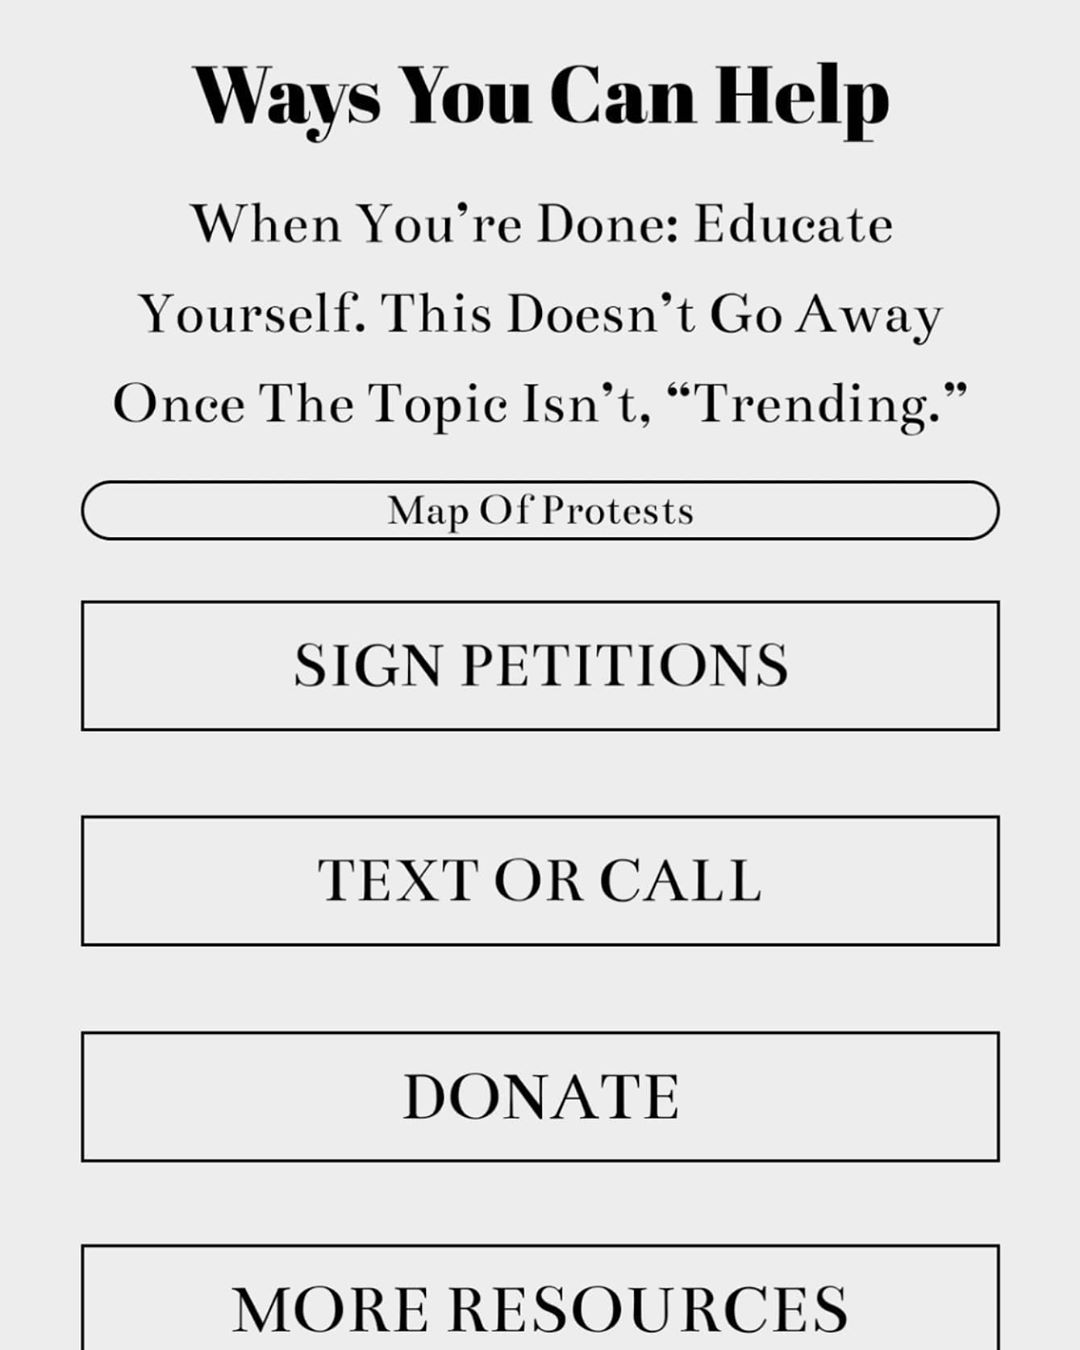 Ways You Can Help
When You’re Done: Educate
Yourself. This Doesn’t Go Away
Once The Topic Isn’t, “Trending.”
Map Of Protests
SIGN PETITIONS
TEXT OR CALL
DONATE
MORE RESOURCES